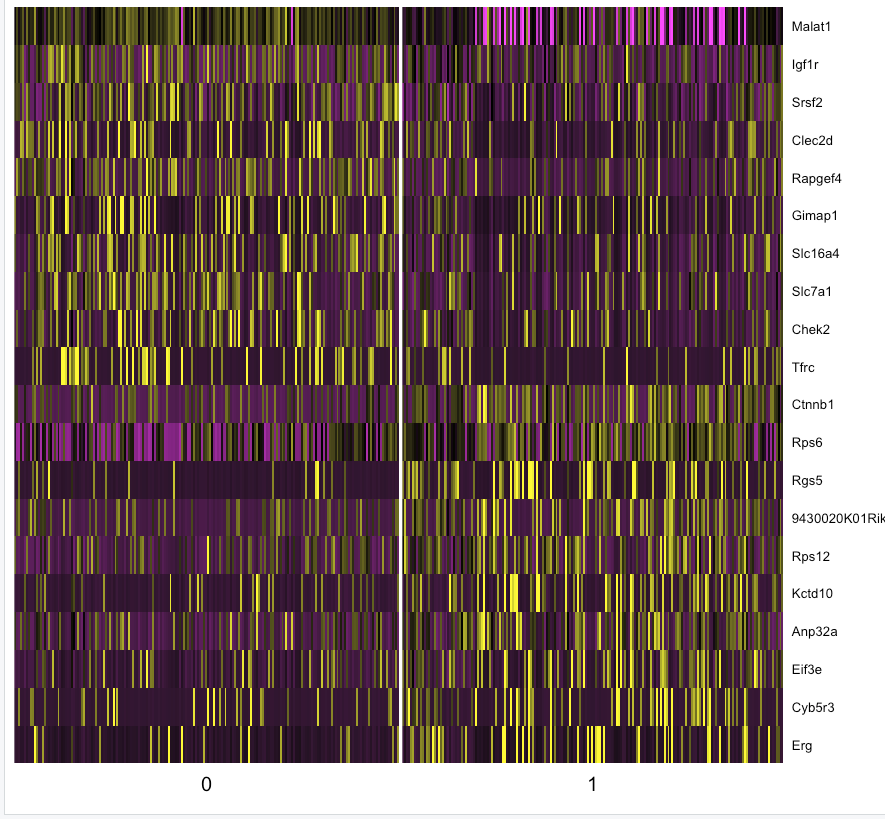 Malat1
Igf1r
Srsf2
Clec2d
Rapgef4
Gimap1
Slc16a4
Slc7a1
Chek2
Tfrc
Ctnnb1
Rps6
Rgs5
9430020K01Rik
Rps12
Kctd10
Anp32a
Eif3e
Cyb5r3
Erg
0 1